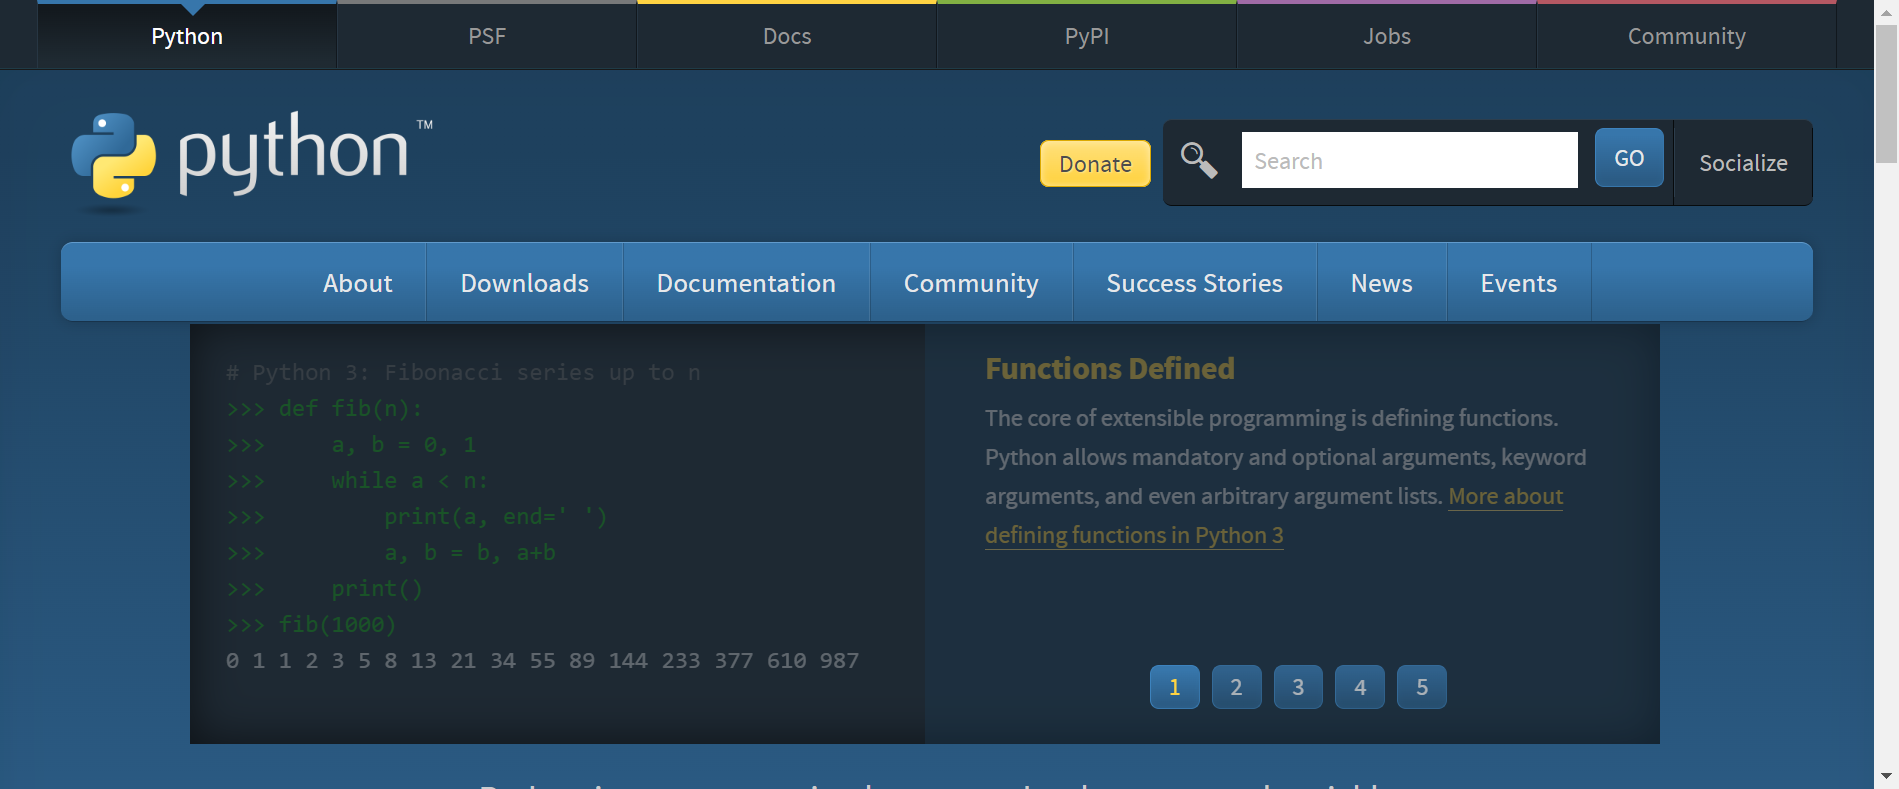 Python PSF Docs PyPI Jobs Community
python™
Donate Search GO Socialize
About Downloads Documentation Community Success Stories News Events
# Python 3: Fibonacci series up to n
>>> def fib(n):
>>>     a, b = 0, 1
>>>     while a < n:
>>>         print(a, end=' ')
>>>         a, b = b, a+b
>>>     print()
>>> fib(1000)
0 1 1 2 3 5 8 13 21 34 55 89 144 233 377 610 987
Functions Defined
The core of extensible programming is defining functions.
Python allows mandatory and optional arguments, keyword
arguments, and even arbitrary argument lists. More about
defining functions in Python 3
1 2 3 4 5